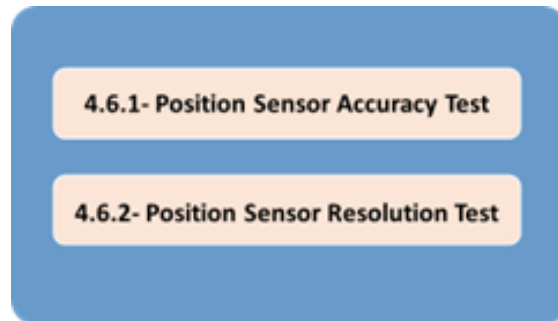 4.6.1- Position Sensor Accuracy Test
4.6.2- Position Sensor Resolution Test